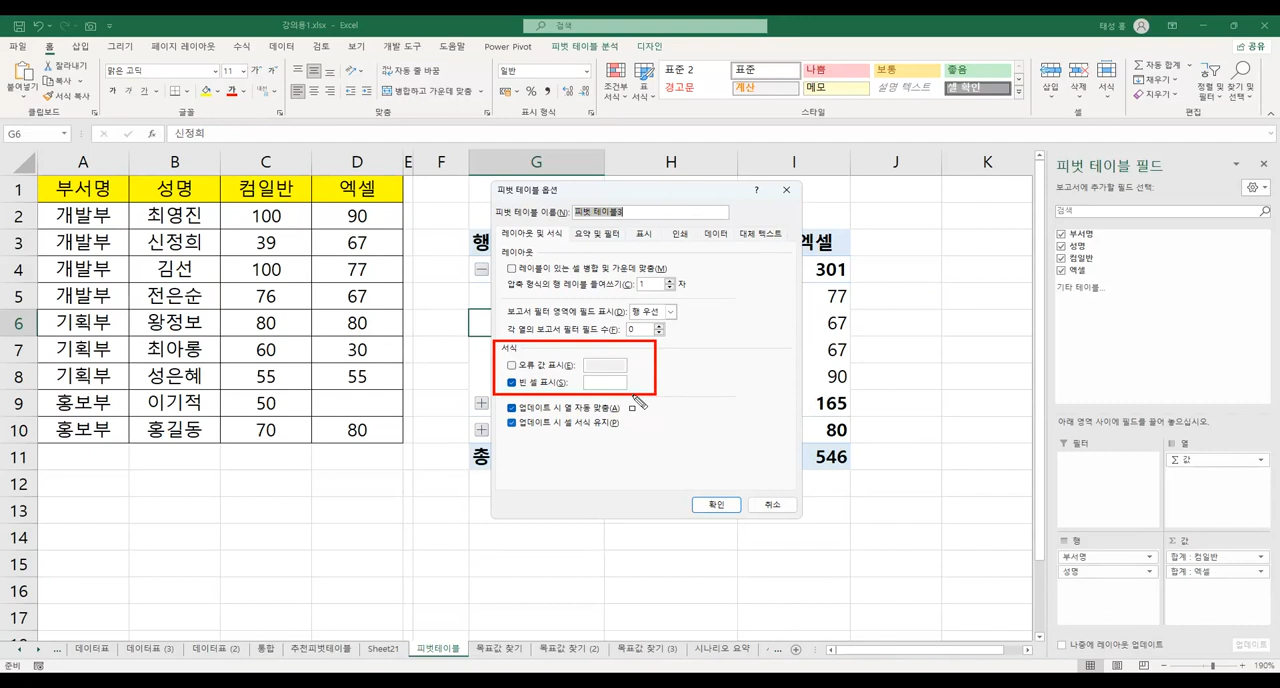 강의용1.xlsx - Excel
검색
태성 홍
파일 홈 삽입 그리기 페이지 레이아웃 수식 데이터 검토 보기 개발 도구 도움말 Power Pivot 피벗 테이블 분석 디자인
공유
붙여넣기
잘라내기
복사
서식 복사
클립보드
맑은 고딕 11
가 가 가
글꼴
자동 줄 바꿈
병합하고 가운데 맞춤
맞춤
일반
표시 형식
조건부 서식
표 서식
표준 2 표준 나쁨 보통 좋음
경고문 계산 메모 설명 텍스트 셀 확인
스타일
삽입 삭제 서식
셀
자동 합계
채우기
지우기
정렬 및 필터
찾기 및 선택
편집
G6 fx 신정희
A B C D E F G H I J K
1 부서명 성명 컴일반 엑셀
2 개발부 최영진 100 90
3 개발부 신정희 39 67 행 엑셀
4 개발부 김선 100 77 301
5 개발부 전은순 76 67 77
6 기획부 왕정보 80 80 67
7 기획부 최아롱 60 30 67
8 기획부 성은혜 55 55 90
9 홍보부 이기적 50 165
10 홍보부 홍길동 70 80 80
11 총 546
12
13
14
15
16
17
피벗 테이블 옵션 ?
피벗 테이블 이름(N): 피벗 테이블3
레이아웃 및 서식 요약 및 필터 표시 인쇄 데이터 대체 텍스트
레이아웃
레이블이 있는 셀 병합 및 가운데 맞춤(M)
압축 형식의 행 레이블 들여쓰기(C): 1 자
보고서 필터 영역에 필드 표시(D): 행 우선
각 열의 보고서 필터 필드 수(F): 0
서식
오류 값 표시(E):
빈 셀 표시(S):
업데이트 시 열 자동 맞춤(A)
업데이트 시 셀 서식 유지(P)
확인 취소
피벗 테이블 필드
보고서에 추가할 필드 선택:
검색
부서명
성명
컴일반
엑셀
기타 테이블...
아래 영역 사이에 필드를 끌어 놓으십시오.
필터 열
Σ 값
행 Σ 값
부서명 합계 : 컴일반
성명 합계 : 엑셀
나중에 레이아웃 업데이트 업데이트
... 데이터표 데이터표 (3) 데이터표 (2) 통합 추천피벗테이블 Sheet21 피벗테이블 목표값 찾기 목표값 찾기 (2) 목표값 찾기 (3) 시나리오 요약 ...
준비 190%